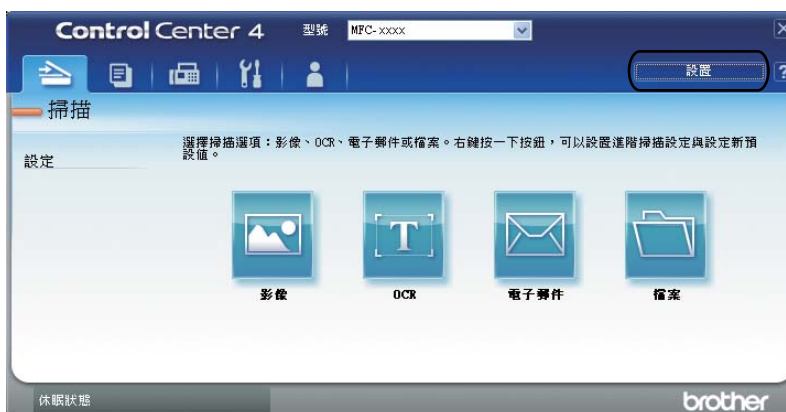 Control Center 4
型號
MFC-xxxx
設置
?
掃描
設定
選擇掃描選項：影像、OCR、電子郵件或檔案。右鍵按一下按鈕，可以設置進階掃描設定與設定新預
設值。
T
影像
OCR
電子郵件
檔案
休眠狀態
brother